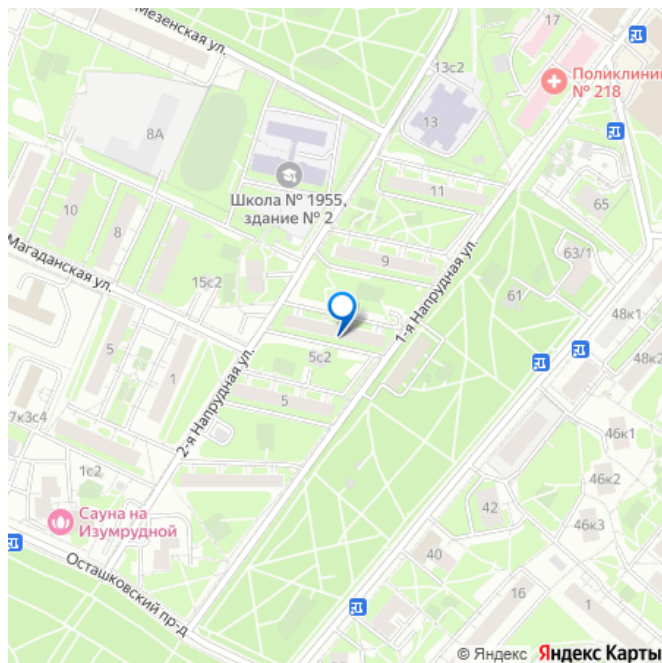 17
Мезенская ул.
13с2
Поликлини
№ 218
13
8А
Школа № 1955,
здание № 2
11
65
10
8
9
63/1
Магаданская ул.
15с2
1-я Напрудная ул.
61
48к1
5с2
48к2
5
1
2-я Напрудная ул.
5
7к3с4
46к1
1с2
46к2
42
Сауна на
Изумрудной
46к3
40
Осташковский пр-д
16
1
© Яндекс Яндекс Карты